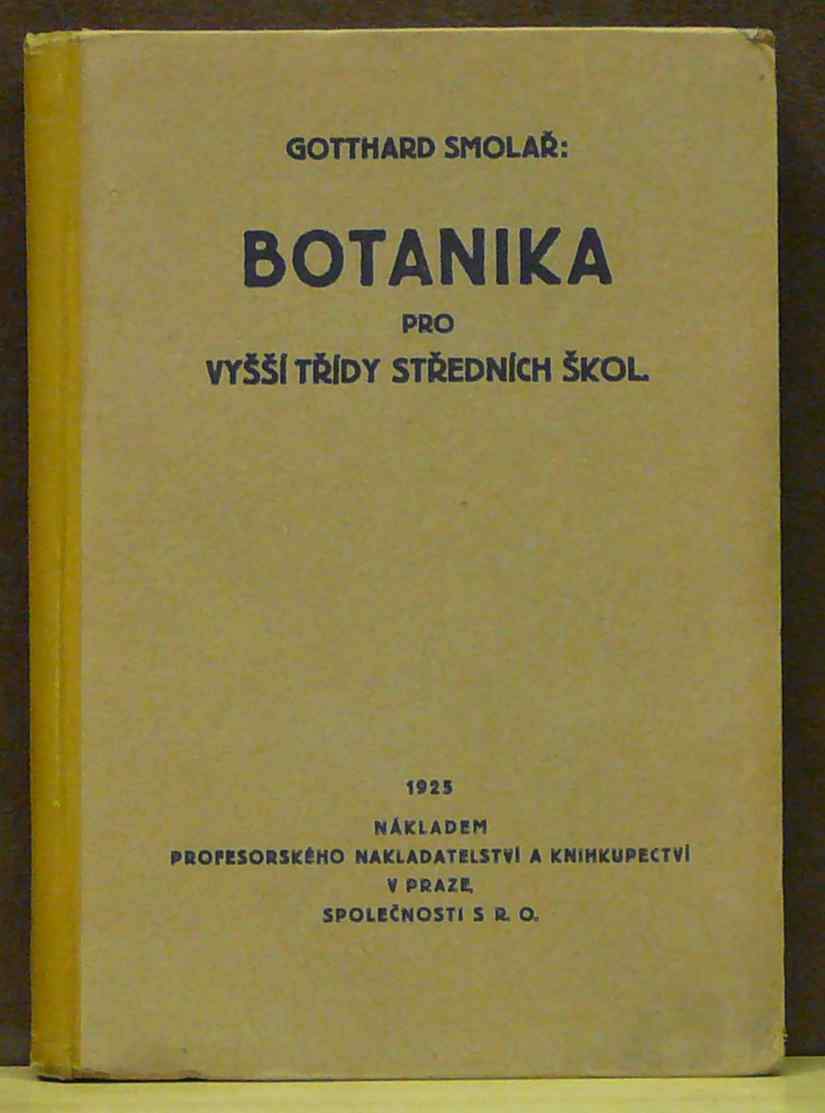 GOTTHARD SMOLAŘ:
BOTANIKA
PRO
VYŠŠÍ TŘÍDY STŘEDNÍCH ŠKOL.
1925
NÁKLADEM
PROFESORSKÉHO NAKLADATELSTVÍ A KNIHKUPECTVÍ
V PRAZE,
SPOLEČNOSTI S R. O.